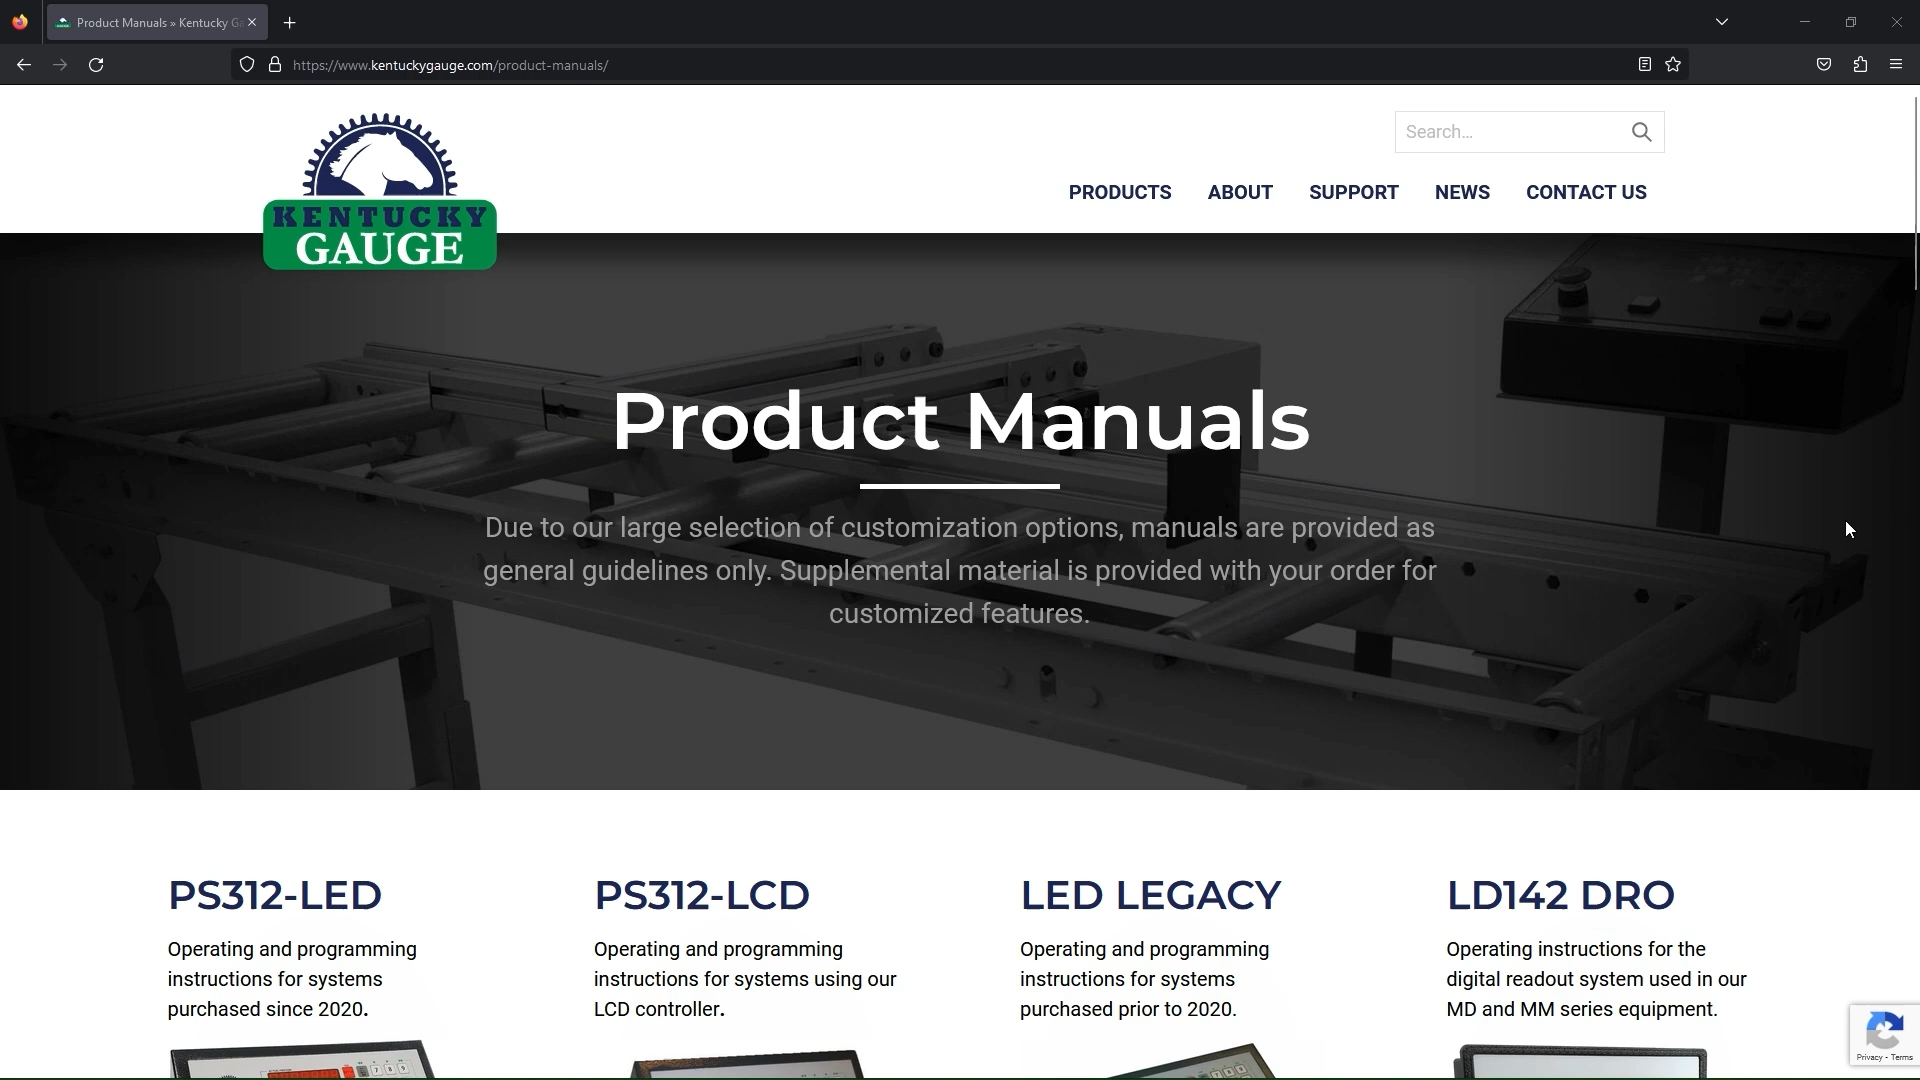 Product Manuals » Kentucky Ga
https://www.kentuckygauge.com/product-manuals/
KENTUCKY
GAUGE
Search...
PRODUCTS ABOUT SUPPORT NEWS CONTACT US
Product Manuals
Due to our large selection of customization options, manuals are provided as
general guidelines only. Supplemental material is provided with your order for
customized features.
PS312-LED
Operating and programming
instructions for systems
purchased since 2020.
PS312-LCD
Operating and programming
instructions for systems using our
LCD controller.
LED LEGACY
Operating and programming
instructions for systems
purchased prior to 2020.
LD142 DRO
Operating instructions for the
digital readout system used in our
MD and MM series equipment.
7 8 9
Privacy - Terms